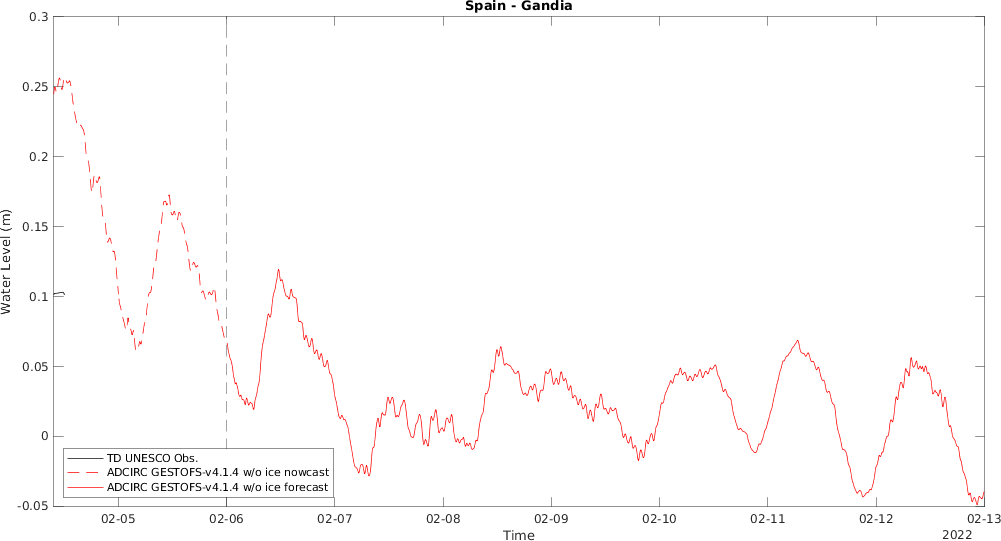 Spain - Gandia
0.3
0.25
0.2
0.15
0.1
0.05
0
-0.05
Water Level (m)
TD UNESCO Obs.
ADCIRC GESTOFS-v4.1.4 w/o ice nowcast
ADCIRC GESTOFS-v4.1.4 w/o ice forecast
02-05 02-06 02-07 02-08 02-09 02-10 02-11 02-12 02-13
Time
2022